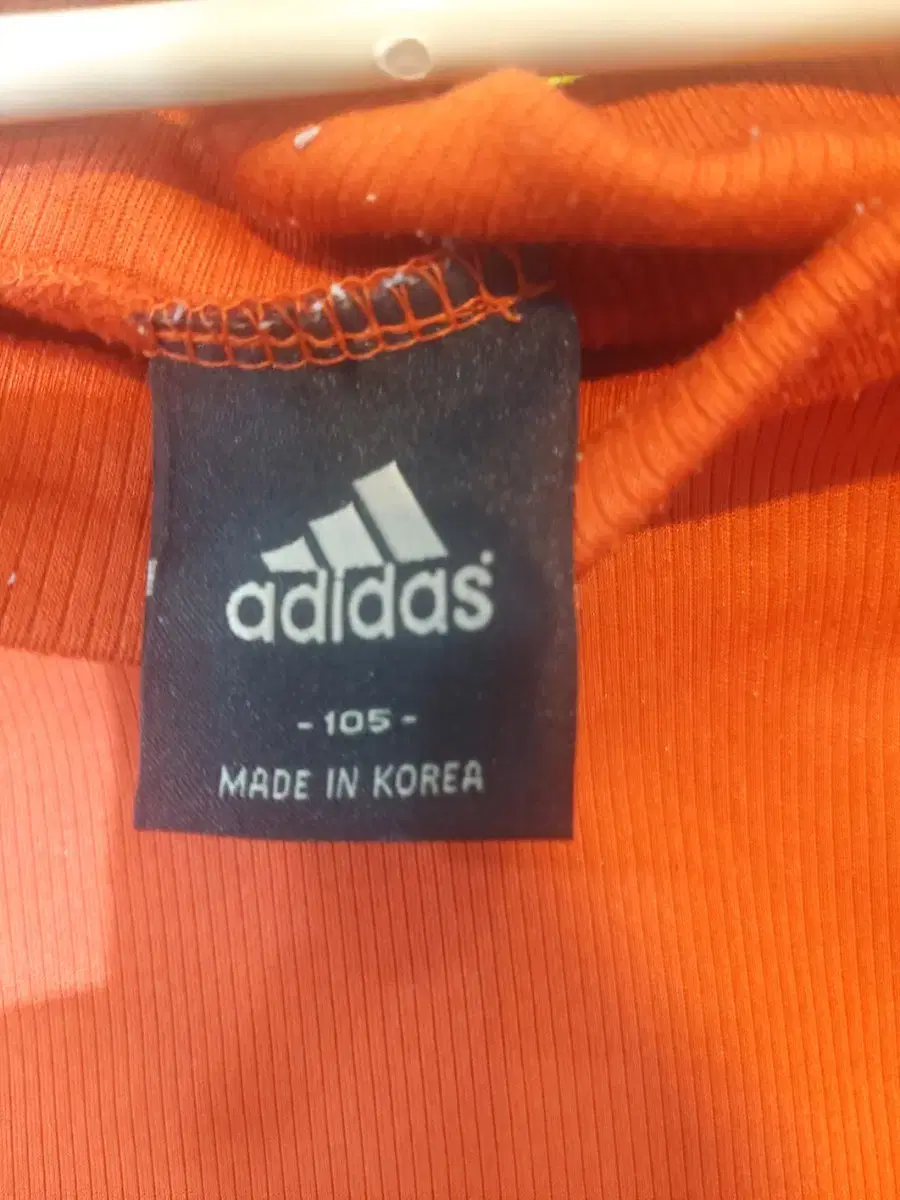 adidas
- 105 -
MADE IN KOREA